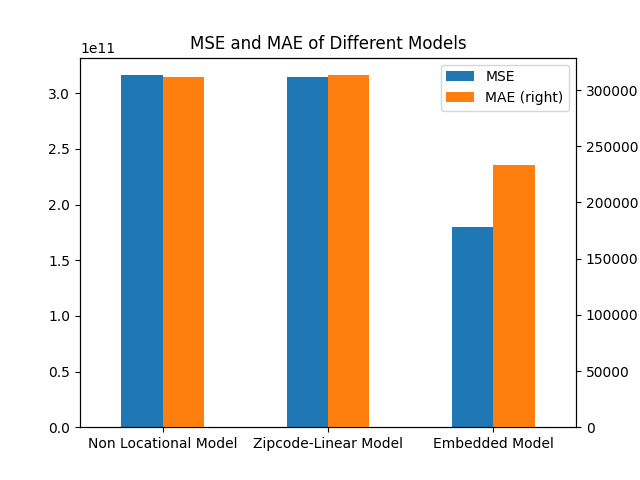 MSE and MAE of Different Models
1e11
MSE
MAE (right)
3.0
2.5
2.0
1.5
1.0
0.5
0.0
300000
250000
200000
150000
100000
50000
0
Non Locational Model
Zipcode-Linear Model
Embedded Model